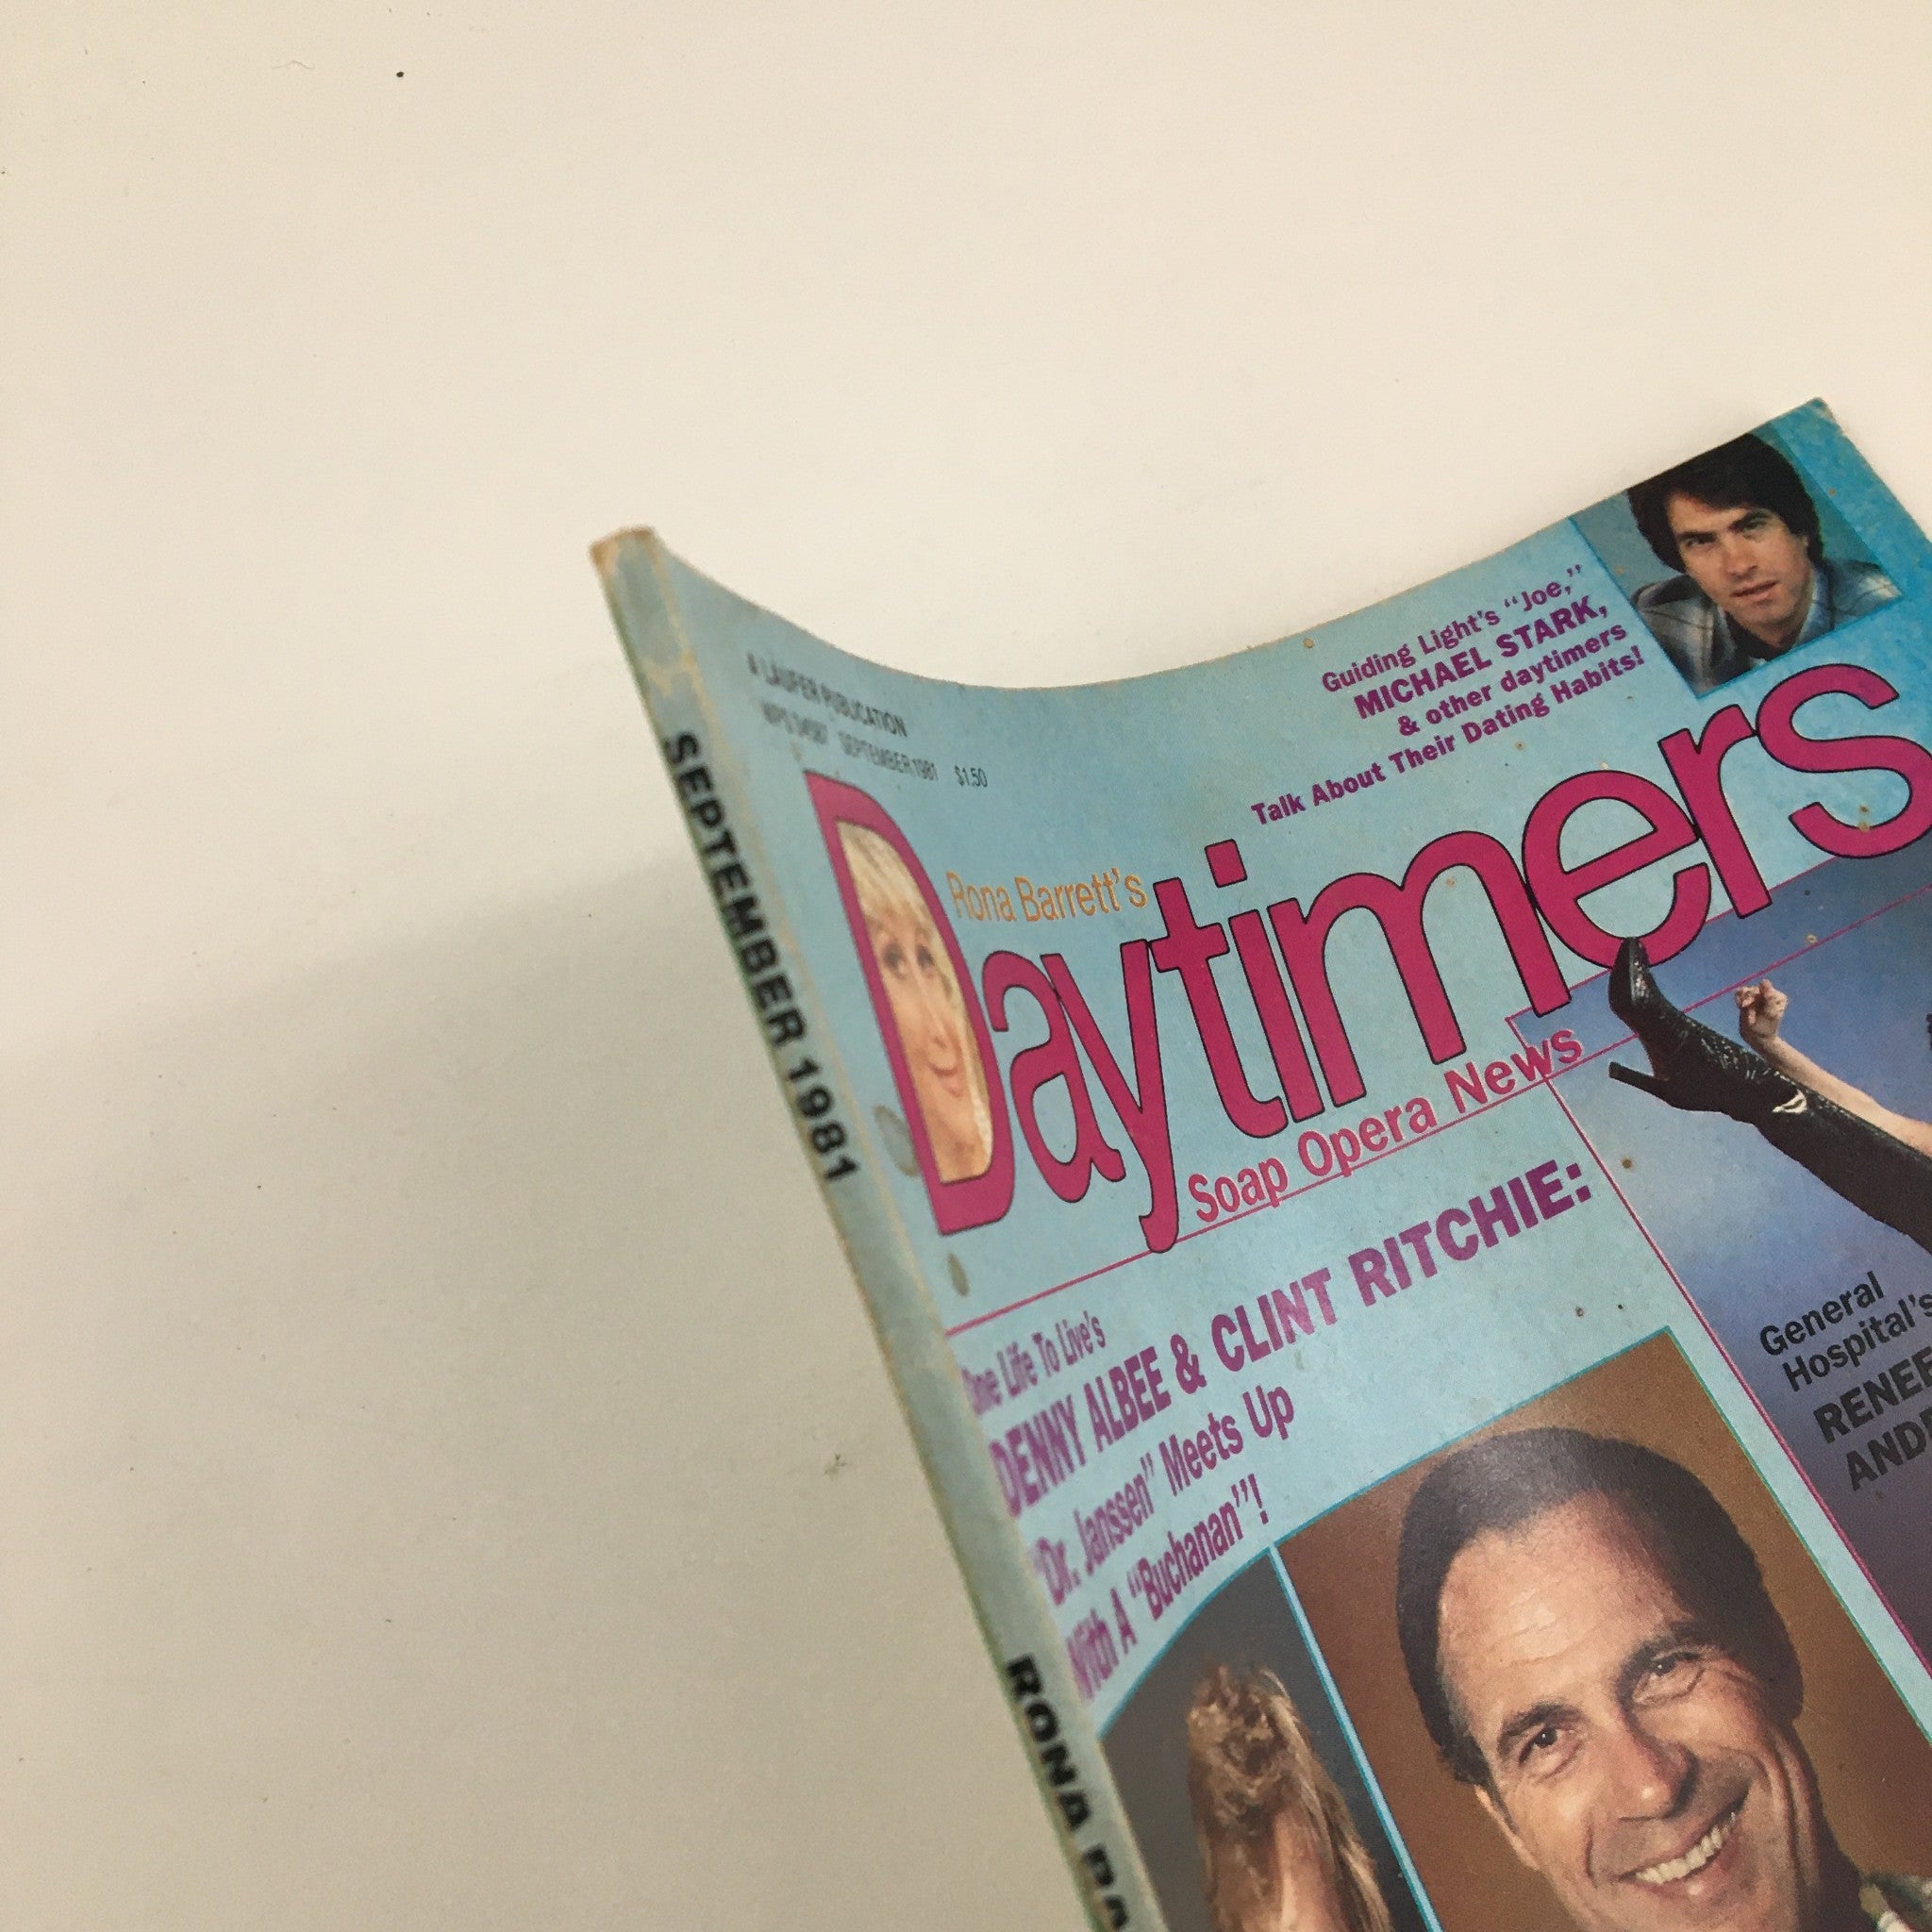 SEPTEMBER 1981
RONA
A LAUFER PUBLICATION
SEPTEMBER 1981 $1.50
Guiding Light's "Joe,"
MICHAEL STARK,
& other daytimers
Talk About Their Dating Habits!
Rona Barrett's
Daytimers
Soap Opera News
One Life To Live's
DENNY ALBEE & CLINT RITCHIE:
"Dr. Janssen" Meets Up
With A "Buchanan"!
General
Hospital's
RENEE